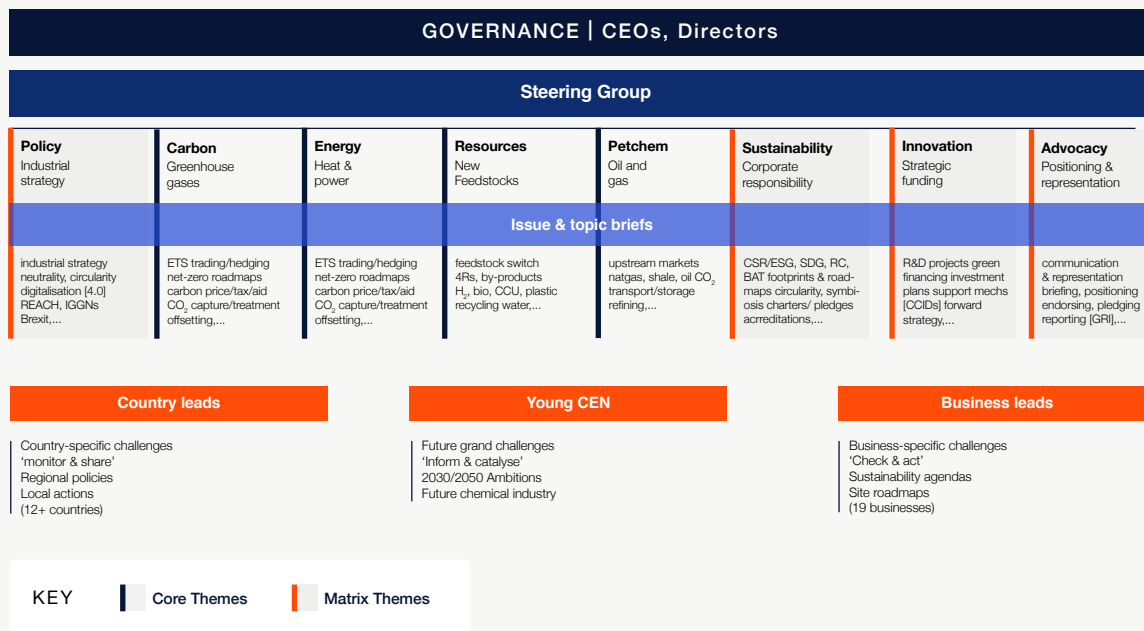 GOVERNANCE | CEOs, Directors
Steering Group
Policy
Industrial
strategy
Carbon
Greenhouse
gases
Energy
Heat &
power
Resources
New
Feedstocks
Petchem
Oil and
gas
Sustainability
Corporate
responsibility
Innovation
Strategic
funding
Advocacy
Positioning &
representation
Issue & topic briefs
industrial strategy
neutrality, circularity
digitalisation [4.0]
REACH, IGGNs
Brexit,...
ETS trading/hedging
net-zero roadmaps
carbon price/tax/aid
CO2 capture/treatment
offsetting,...
ETS trading/hedging
net-zero roadmaps
carbon price/tax/aid
CO2 capture/treatment
offsetting,...
feedstock switch
4Rs, by-products
H2, bio, CCU, plastic
recycling water,...
upstream markets
natgas, shale, oil CO2
transport/storage
refining,...
CSR/ESG, SDG, RC,
BAT footprints & road-
maps circularity, symbi-
osis charters/ pledges
acrreditations,...
R&D projects green
financing investment
plans support mechs
[CCIDs] forward
strategy,...
communication
& representation
briefing, positioning
endorsing, pledging
reporting [GRI],...
Country leads
Country-specific challenges
‘monitor & share’
Regional policies
Local actions
(12+ countries)
Young CEN
Future grand challenges
‘Inform & catalyse’
2030/2050 Ambitions
Future chemical industry
Business leads
Business-specific challenges
‘Check & act’
Sustainability agendas
Site roadmaps
(19 businesses)
KEY
Core Themes
Matrix Themes